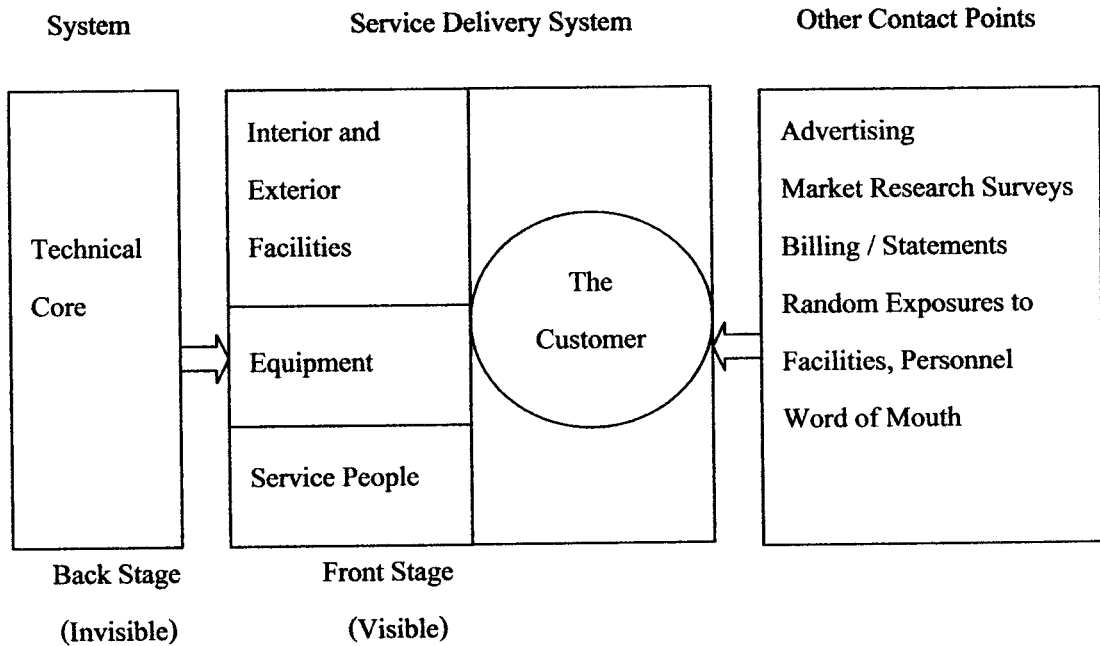 System
Service Delivery System
Other Contact Points
Technical
Core
Interior and
Exterior
Facilities
Equipment
Service People
The
Customer
Advertising
Market Research Surveys
Billing / Statements
Random Exposures to
Facilities, Personnel
Word of Mouth
Back Stage
(Invisible)
Front Stage
(Visible)